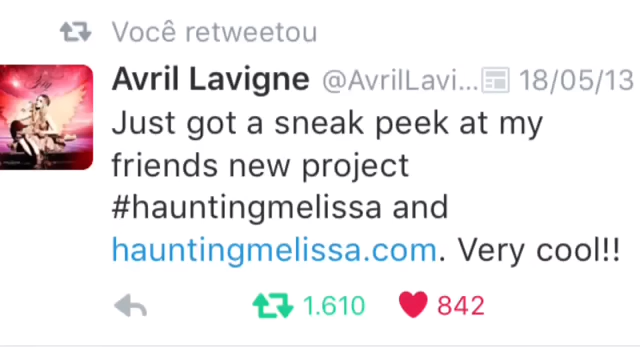 Você retweetou
Avril Lavigne @AvrilLavi... 18/05/13
Just got a sneak peek at my
friends new project
#hauntingmelissa and
hauntingmelissa.com. Very cool!!
1.610 842